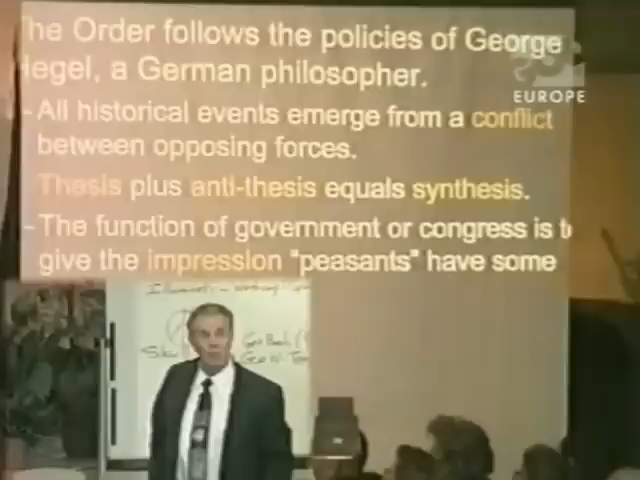 he Order follows the policies of George
legel, a German philosopher.
EUROPE
- All historical events emerge from a conflict
between opposing forces.
Thesis plus anti-thesis equals synthesis.
- The function of government or congress is t
give the impression "peasants" have some